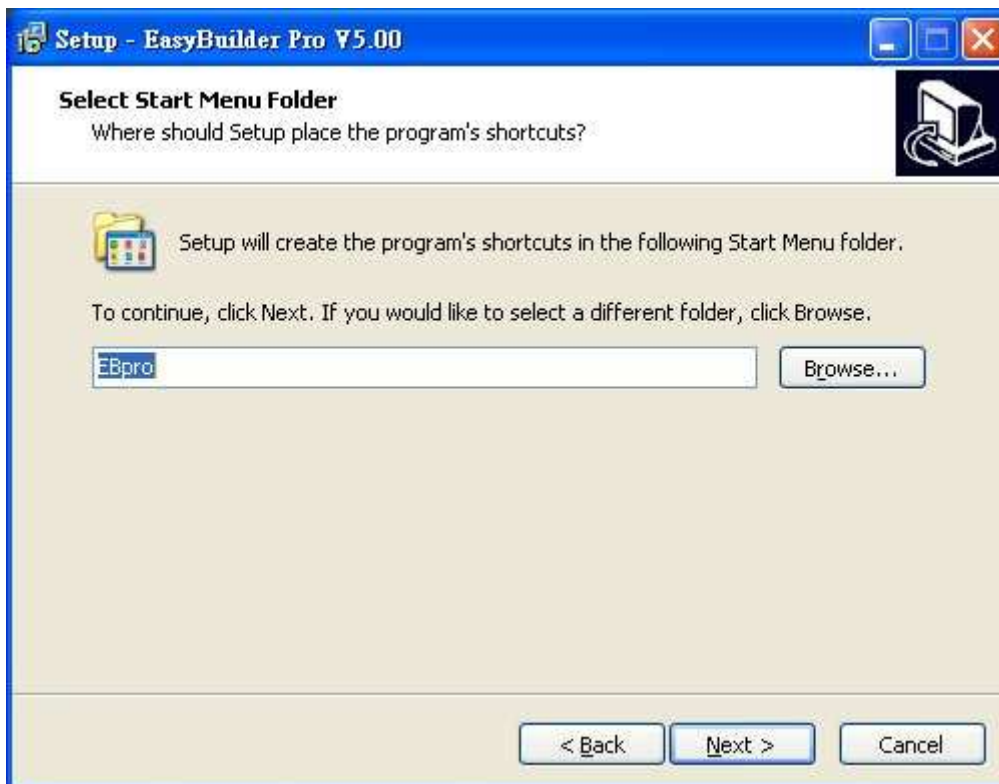 Setup - EasyBuilder Pro V5.00
Select Start Menu Folder
Where should Setup place the program's shortcuts?
Setup will create the program's shortcuts in the following Start Menu folder.
To continue, click Next. If you would like to select a different folder, click Browse.
EBpro
Browse...
< Back
Next >
Cancel